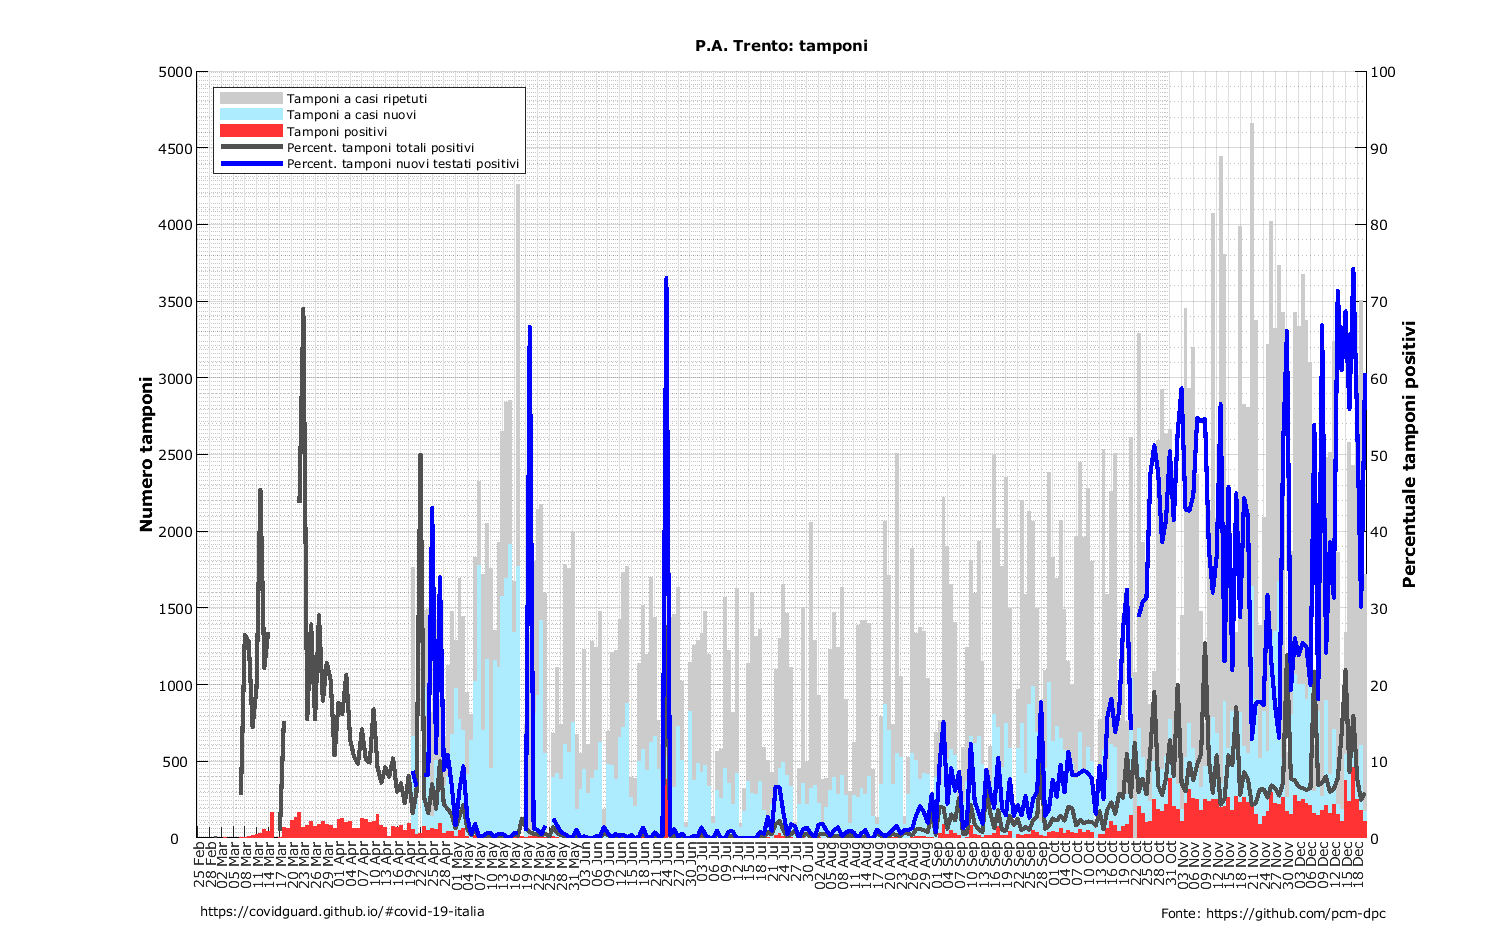 P.A. Trento: tamponi
Tamponi a casi ripetuti
Tamponi a casi nuovi
Tamponi positivi
Percent. tamponi totali positivi
Percent. tamponi nuovi testati positivi
Numero tamponi
5000
4500
4000
3500
3000
2500
2000
1500
1000
500
0
100
90
80
70
60
50
40
30
20
10
0
Percentuale tamponi positivi
25 Feb
28 Feb
02 Mar
05 Mar
08 Mar
11 Mar
14 Mar
17 Mar
20 Mar
23 Mar
26 Mar
29 Mar
01 Apr
04 Apr
07 Apr
10 Apr
13 Apr
16 Apr
19 Apr
22 Apr
25 Apr
28 Apr
01 May
04 May
07 May
10 May
13 May
16 May
19 May
22 May
25 May
28 May
31 May
03 Jun
06 Jun
09 Jun
12 Jun
15 Jun
18 Jun
21 Jun
24 Jun
27 Jun
30 Jun
03 Jul
06 Jul
09 Jul
12 Jul
15 Jul
18 Jul
21 Jul
24 Jul
27 Jul
30 Jul
02 Aug
05 Aug
08 Aug
11 Aug
14 Aug
17 Aug
20 Aug
23 Aug
26 Aug
29 Aug
01 Sep
04 Sep
07 Sep
10 Sep
13 Sep
16 Sep
19 Sep
22 Sep
25 Sep
28 Sep
01 Oct
04 Oct
07 Oct
10 Oct
13 Oct
16 Oct
19 Oct
22 Oct
25 Oct
28 Oct
31 Oct
03 Nov
06 Nov
09 Nov
12 Nov
15 Nov
18 Nov
21 Nov
24 Nov
27 Nov
30 Nov
03 Dec
06 Dec
09 Dec
12 Dec
15 Dec
18 Dec
https://covidguard.github.io/#covid-19-italia
Fonte: https://github.com/pcm-dpc